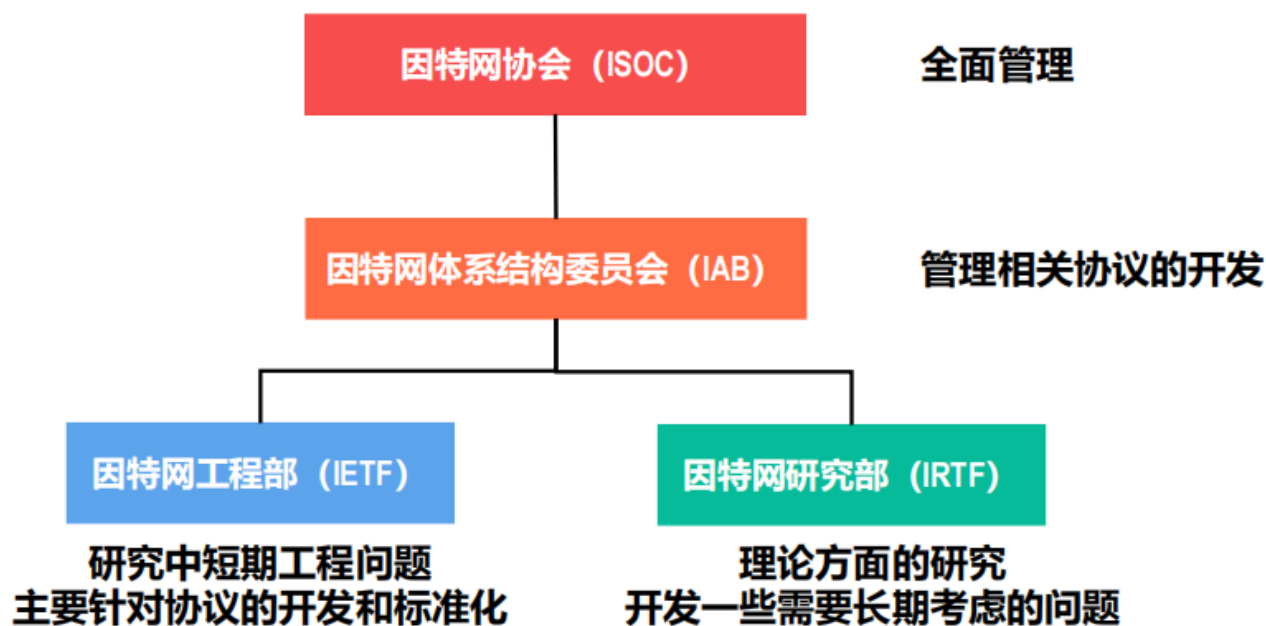 因特网协会（ISOC）
全面管理
因特网体系结构委员会（IAB）
管理相关协议的开发
因特网工程部（IETF）
因特网研究部（IRTF）
研究中短期工程问题
主要针对协议的开发和标准化
理论方面的研究
开发一些需要长期考虑的问题